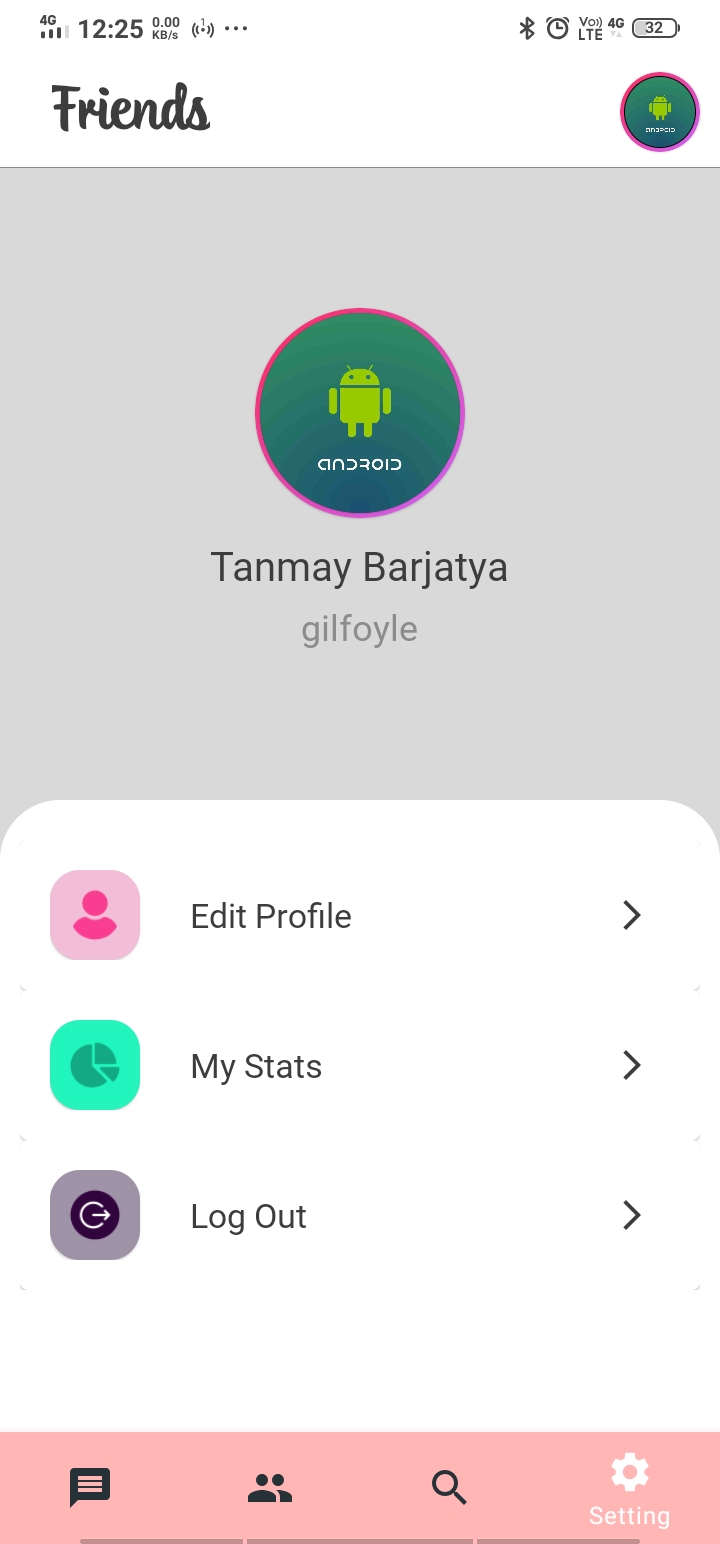 4G 12:25 0.00 KB/s 1 ... Vo)) LTE 4G 32
Friends
ANDROID
ANDROID
Tanmay Barjatya
gilfoyle
Edit Profile
My Stats
Log Out
Setting